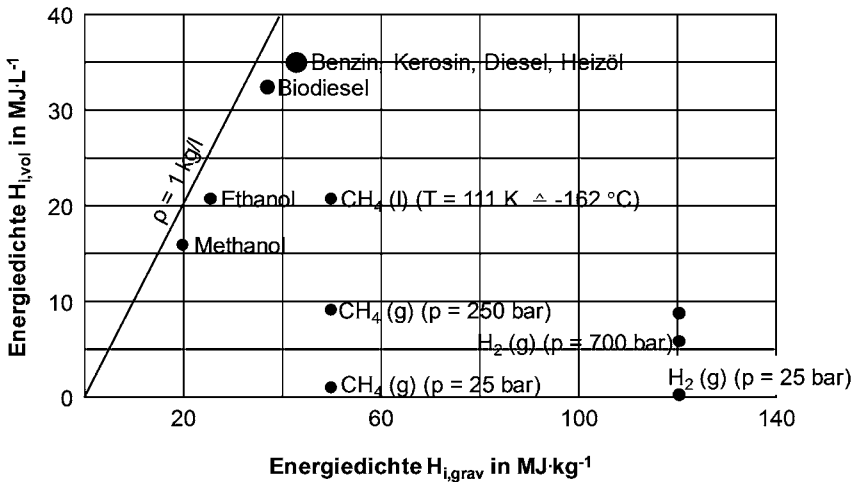 40
Benzin, Kerosin, Diesel, Heizöl
Biodiesel
30
ρ = 1 kg/l
20
Ethanol
CH₄ (l) (T = 111 K ≙ -162 °C)
Methanol
10
CH₄ (g) (p = 250 bar)
H₂ (g) (p = 700 bar)
CH₄ (g) (p = 25 bar)
H₂ (g) (p = 25 bar)
0
20 60 100 140
Energiedichte Hi,vol in MJ·L⁻¹
Energiedichte Hi,grav in MJ·kg⁻¹